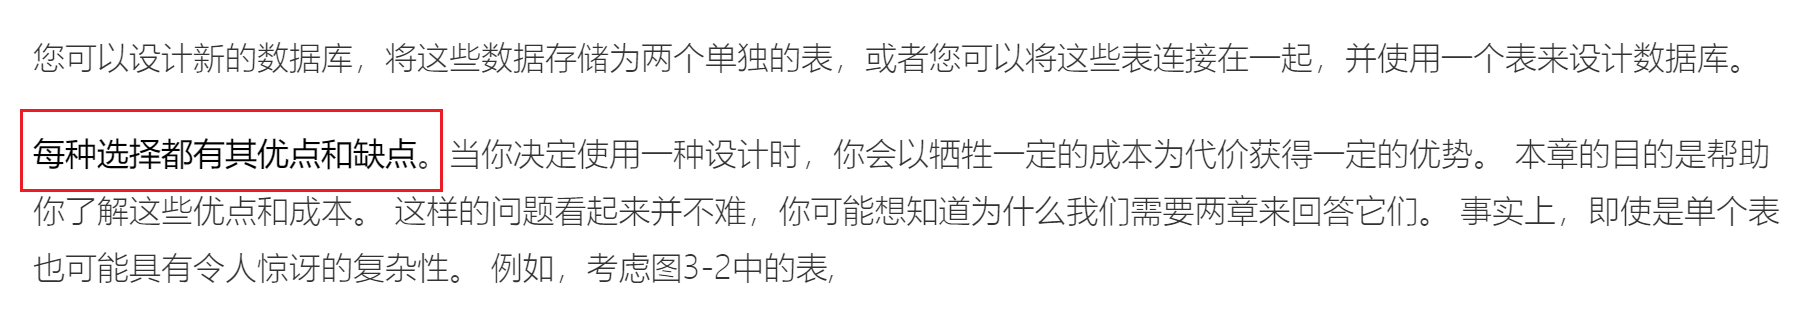 您可以设计新的数据库，将这些数据存储为两个单独的表，或者您可以将这些表连接在一起，并使用一个表来设计数据库。
每种选择都有其优点和缺点。当你决定使用一种设计时，你会以牺牲一定的成本为代价获得一定的优势。 本章的目的是帮助
你了解这些优点和成本。 这样的问题看起来并不难，你可能想知道为什么我们需要两章来回答它们。 事实上，即使是单个表
也可能具有令人惊讶的复杂性。 例如，考虑图3-2中的表,